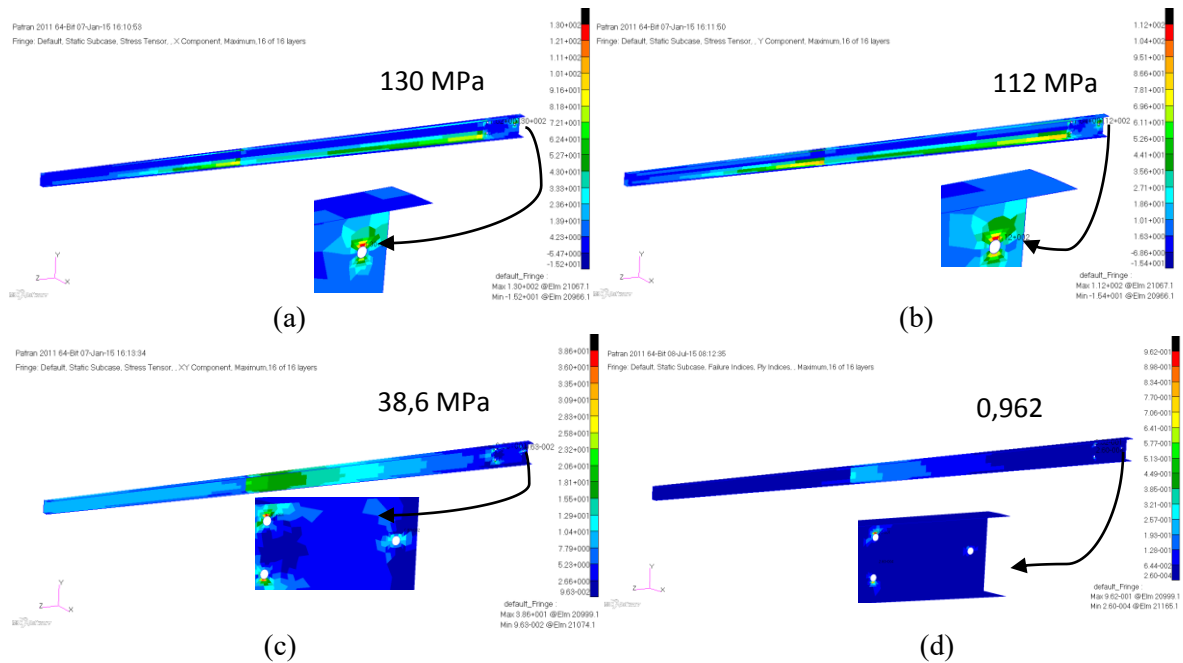 Patran 2011 64-Bit 07-Jan-15 16:10:53
Fringe: Default, Static Subcase, Stress Tensor, , X Component, Maximum,16 of 16 layers
130 MPa
1.30+002
1.21+002
1.11+002
1.01+002
9.16+001
8.18+001
7.21+001
6.24+001
5.27+001
4.30+001
3.33+001
2.36+001
1.39+001
4.23+000
-5.47+000
-1.52+001
default_Fringe :
Max 1.30+002 @Elm 21067.1
Min -1.52+001 @Elm 20966.1
Y
Z
X
(a)
Patran 2011 64-Bit 07-Jan-15 16:11:50
Fringe: Default, Static Subcase, Stress Tensor, , Y Component, Maximum,16 of 16 layers
112 MPa
1.12+002
1.04+002
9.51+001
8.66+001
7.81+001
6.96+001
6.11+001
5.26+001
4.41+001
3.56+001
2.71+001
1.86+001
1.01+001
1.63+000
-6.86+000
-1.54+001
default_Fringe :
Max 1.12+002 @Elm 21067.1
Min -1.54+001 @Elm 20966.1
Y
Z
X
(b)
Patran 2011 64-Bit 07-Jan-15 16:13:34
Fringe: Default, Static Subcase, Stress Tensor, , XY Component, Maximum,16 of 16 layers
38,6 MPa
3.86+001
3.60+001
3.35+001
3.09+001
2.83+001
2.58+001
2.32+001
2.06+001
1.81+001
1.55+001
1.29+001
1.04+001
7.79+000
5.23+000
2.66+000
9.63-002
default_Fringe :
Max 3.86+001 @Elm 20999.1
Min 9.63-002 @Elm 21074.1
Y
Z
X
(c)
Patran 2011 64-Bit 08-Jul-15 08:12:35
Fringe: Default, Static Subcase, Failure Indices, Ply Indices, , Maximum,16 of 16 layers
0,962
9.62-001
8.98-001
8.34-001
7.70-001
7.06-001
6.41-001
5.77-001
5.13-001
4.49-001
3.85-001
3.21-001
2.57-001
1.93-001
1.28-001
6.44-002
2.60-004
default_Fringe :
Max 9.62-001 @Elm 20999.1
Min 2.60-004 @Elm 21165.1
Y
Z
X
(d)